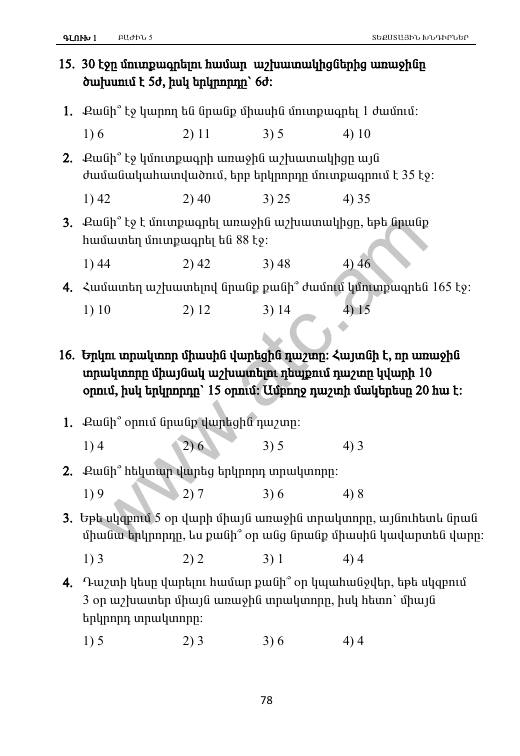 ԳԼՈՒԽ 1 ԲԱԺԻՆ 5 ՏԵՔՍՏԱՅԻՆ ԽՆԴԻՐՆԵՐ
15. 30 էջը մուտքագրելու համար աշխատակիցներից առաջինը
ծախսում է 5ժ, իսկ երկրորդը` 6ժ:
1. Քանի՞ էջ կարող են նրանք միասին մուտքագրել 1 ժամում:
1) 6 2) 11 3) 5 4) 10
2. Քանի՞ էջ կմուտքագրի առաջին աշխատակիցը այն
ժամանակահատվածում, երբ երկրորդը մուտքագրում է 35 էջ:
1) 42 2) 40 3) 25 4) 35
3. Քանի՞ էջ է մուտքագրել առաջին աշխատակիցը, եթե նրանք
համատեղ մուտքագրել են 88 էջ:
1) 44 2) 42 3) 48 4) 46
4. Համատեղ աշխատելով նրանք քանի՞ ժամում կմուտքագրեն 165 էջ:
1) 10 2) 12 3) 14 4) 15
16. Երկու տրակտոր միասին վարեցին դաշտը: Հայտնի է, որ առաջին
տրակտորը միայնակ աշխատելու դեպքում դաշտը կվարի 10
օրում, իսկ երկրորդը` 15 օրում: Ամբողջ դաշտի մակերեսը 20 հա է:
1. Քանի՞ օրում նրանք վարեցին դաշտը:
1) 4 2) 6 3) 5 4) 3
2. Քանի՞ հեկտար վարեց երկրորդ տրակտորը:
1) 9 2) 7 3) 6 4) 8
3. Եթե սկզբում 5 օր վարի միայն առաջին տրակտորը, այնուհետև նրան
միանա երկրորդը, ևս քանի՞ օր անց նրանք միասին կավարտեն վարը:
1) 3 2) 2 3) 1 4) 4
4. Դաշտի կեսը վարելու համար քանի՞ օր կպահանջվեր, եթե սկզբում
3 օր աշխատեր միայն առաջին տրակտորը, իսկ հետո` միայն
երկրորդ տրակտորը:
1) 5 2) 3 3) 6 4) 4
www.atc.am
78